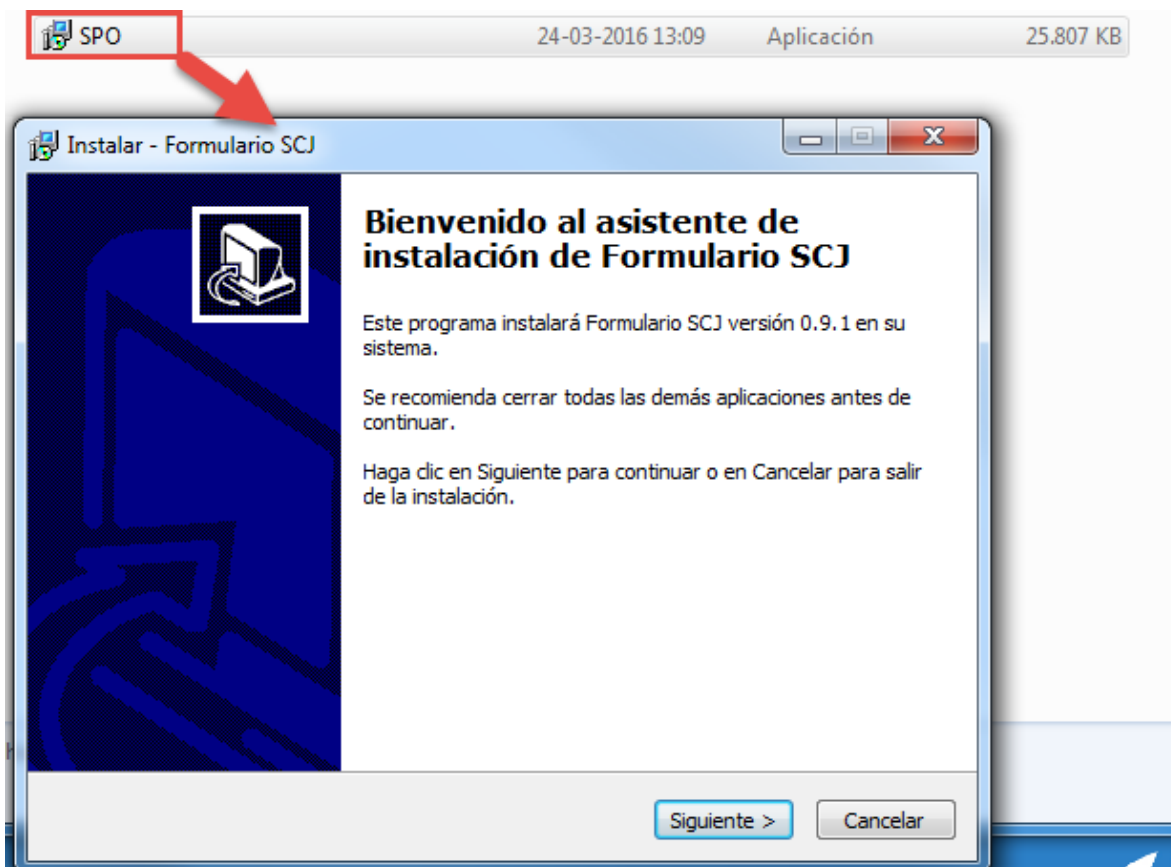 SPO 24-03-2016 13:09 Aplicación 25.807 KB
Instalar - Formulario SCJ
Bienvenido al asistente de
instalación de Formulario SCJ
Este programa instalará Formulario SCJ versión 0.9.1 en su
sistema.
Se recomienda cerrar todas las demás aplicaciones antes de
continuar.
Haga clic en Siguiente para continuar o en Cancelar para salir
de la instalación.
Siguiente > Cancelar